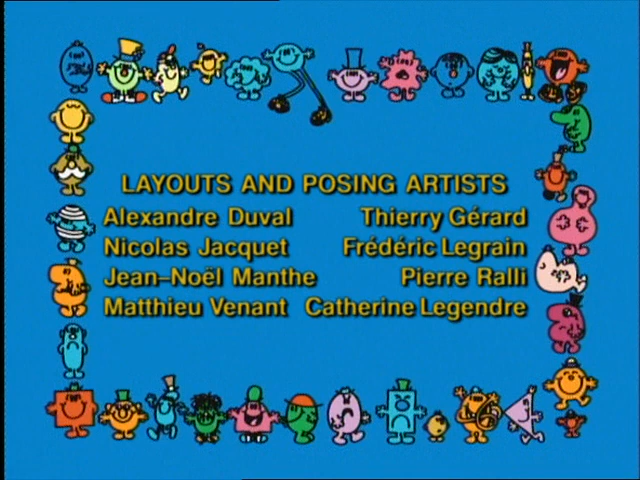 LAYOUTS AND POSING ARTISTS
Alexandre Duval Thierry Gérard
Nicolas Jacquet Frédéric Legrain
Jean-Noël Manthe Pierre Ralli
Matthieu Venant Catherine Legendre